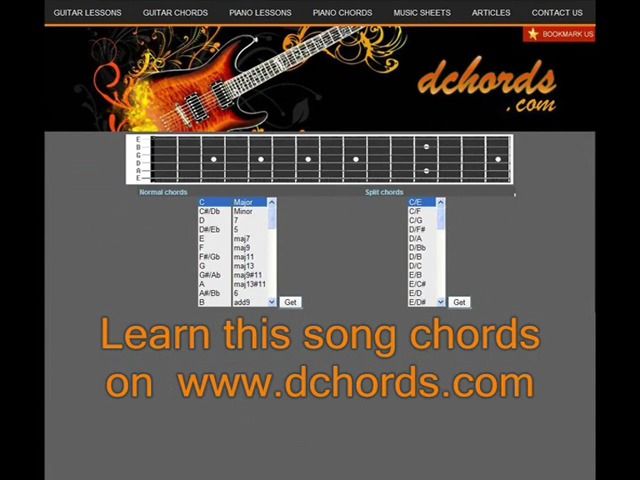 GUITAR LESSONS GUITAR CHORDS PIANO LESSONS PIANO CHORDS MUSIC SHEETS ARTICLES CONTACT US
BOOKMARK US
dchords
.com
E
B
G
D
A
E
Normal chords Split chords
C Major C/E
C#/Db Minor C/F
D 7 C/G
D#/Eb 5 D/F#
E maj7 D/A
F maj9 D/Bb
F#/Gb maj11 D/B
G maj13 D/C
G#/Ab maj9#11 E/B
A maj13#11 E/C#
A#/Bb 6 E/D
B add9 Get E/D# Get
Learn this song chords
on www.dchords.com